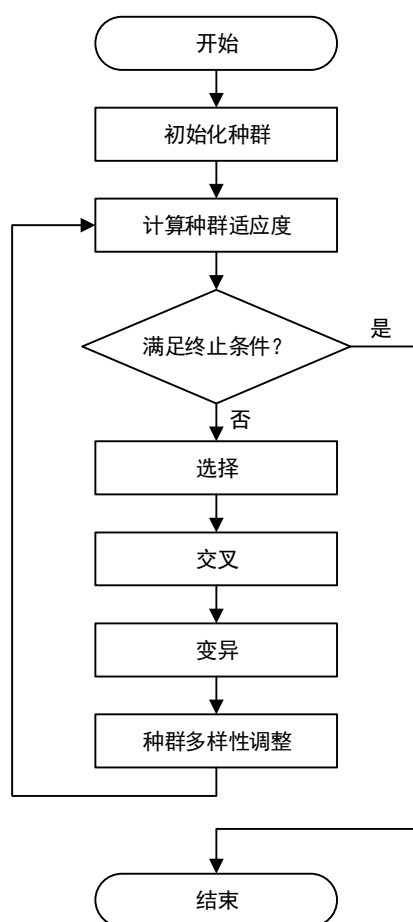 开始
初始化种群
计算种群适应度
满足终止条件？
是
否
选择
交叉
变异
种群多样性调整
结束